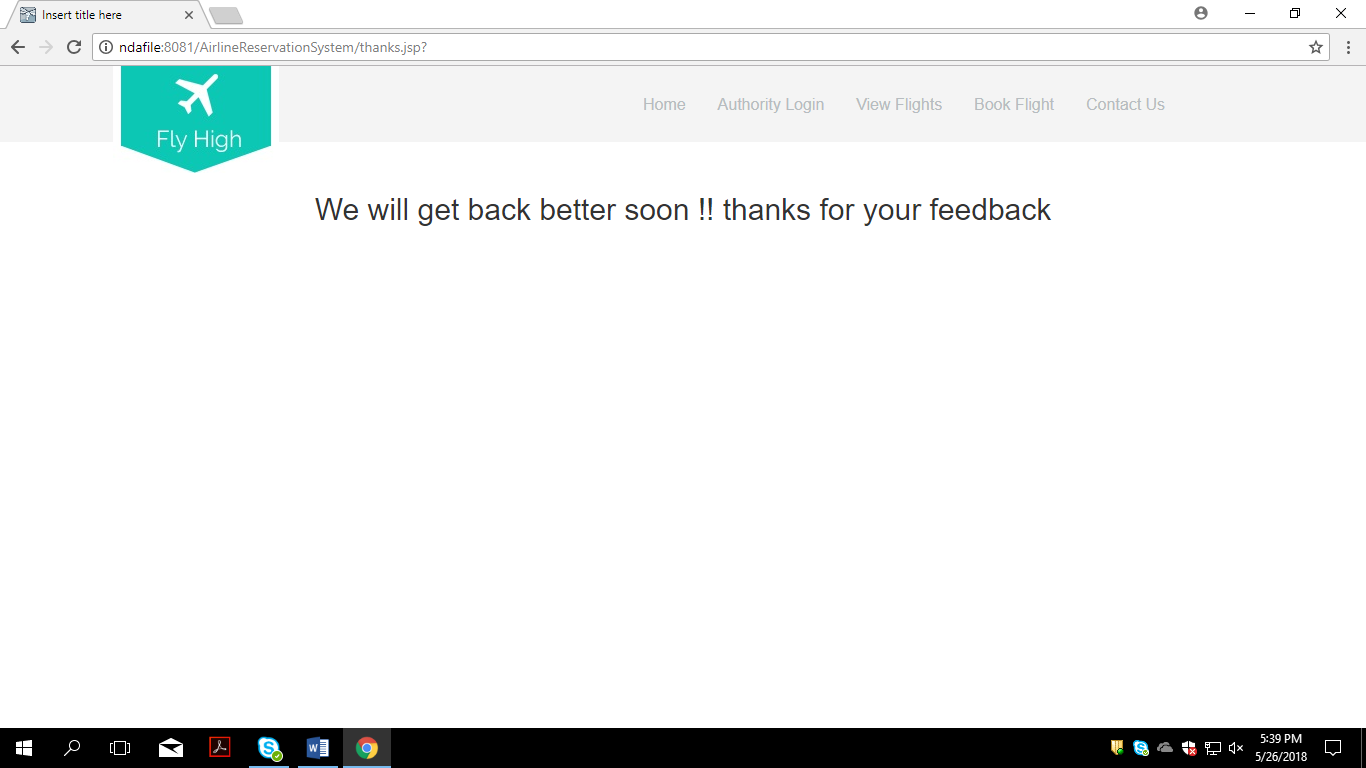 Insert title here
ndafile:8081/AirlineReservationSystem/thanks.jsp?
Fly High
Home Authority Login View Flights Book Flight Contact Us
We will get back better soon !! thanks for your feedback
5:39 PM
5/26/2018